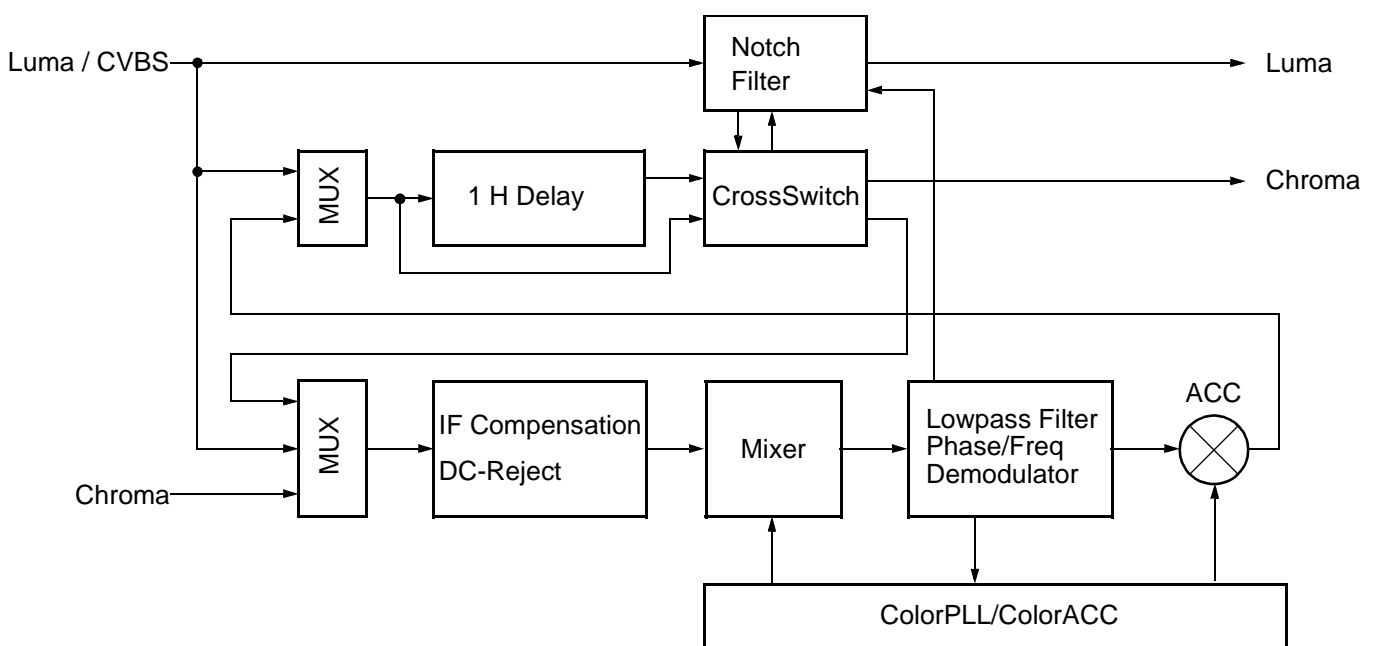 Luma / CVBS
Notch
Filter
Luma
MUX
1 H Delay
CrossSwitch
Chroma
ACC
MUX
IF Compensation
DC-Reject
Mixer
Lowpass Filter
Phase/Freq
Demodulator
Chroma
ColorPLL/ColorACC